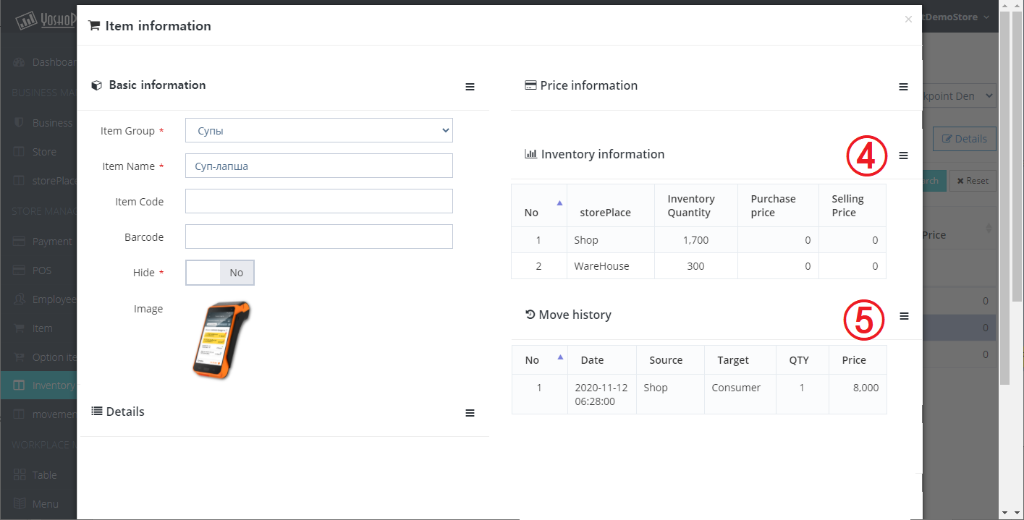 YOSHOP
tDemoStore
Item information
×
Dashboar
BUSINESS MA
Business
Store
storePlac
STORE MANA
Payment
POS
Employee
Item
Option Ite
Inventory
movemen
WORKPLACE
Table
Menu
Basic information
Item Group *
Супы
Item Name *
Суп-лапша
Item Code
Barcode
Hide *
No
Image
Details
Price information
Inventory information
④
No storePlace Inventory Quantity Purchase price Selling Price
1 Shop 1,700 0 0
2 WareHouse 300 0 0
Move history
⑤
No Date Source Target QTY Price
1 2020-11-12 06:28:00 Shop Consumer 1 8,000
kpoint Den
Details
rch
Reset
Price
0
0
0